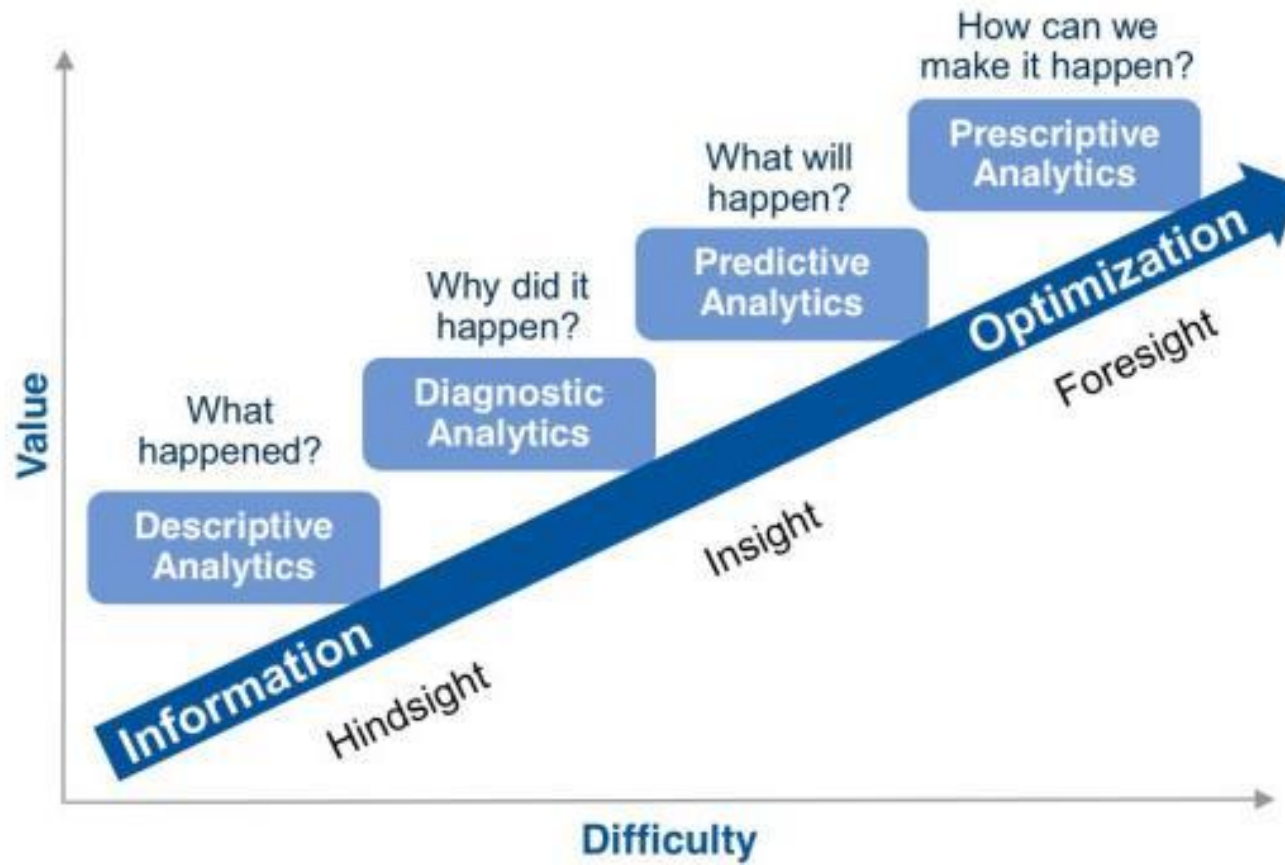 How can we
make it happen?
Prescriptive
Analytics
What will
happen?
Predictive
Analytics
Why did it
happen?
Diagnostic
Analytics
What
happened?
Descriptive
Analytics
Value
Information
Optimization
Hindsight
Insight
Foresight
Difficulty